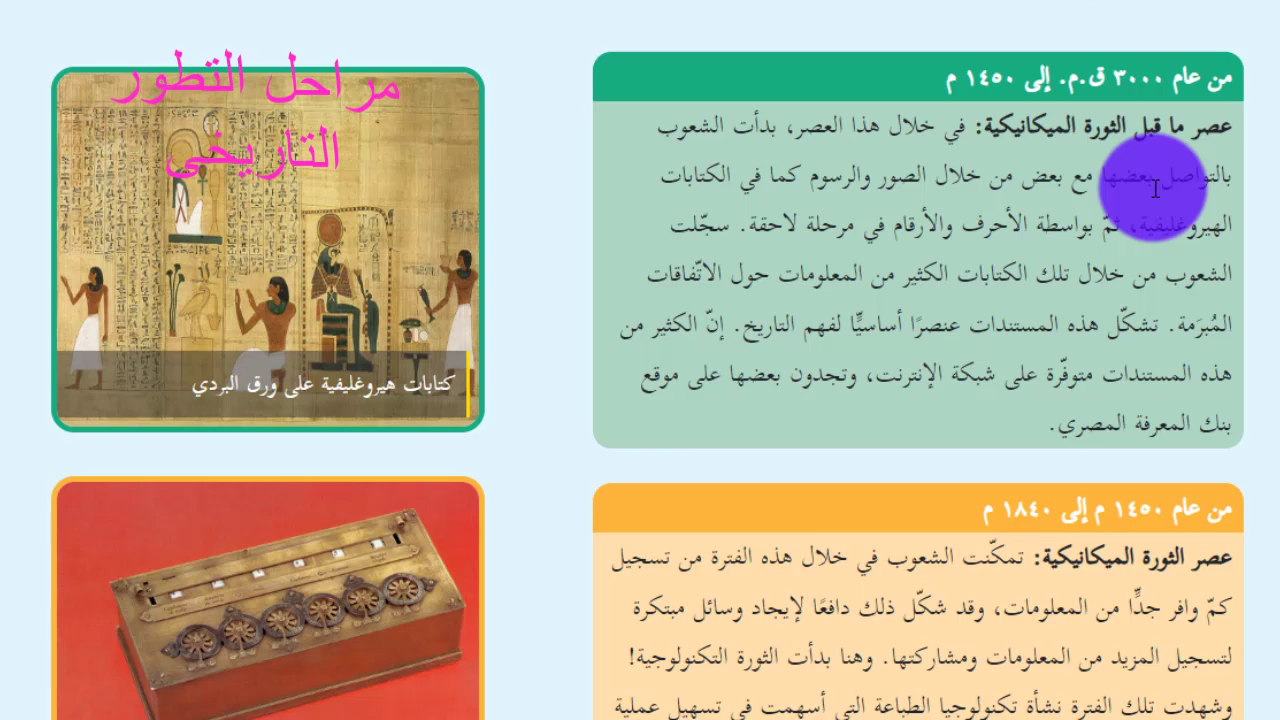 مراحل التطور
التاريخى
من عام ٣٠٠٠ ق.م. إلى ١٤٥٠ م
عصر ما قبل الثورة الميكانيكية: في خلال هذا العصر، بدأت الشعوب
بالتواصل بعضها مع بعض من خلال الصور والرسوم كما في الكتابات
الهيروغليفية، ثمّ بواسطة الأحرف والأرقام في مرحلة لاحقة. سجّلت
الشعوب من خلال تلك الكتابات الكثير من المعلومات حول الاتّفاقات
المُبرَمة. تشكّل هذه المستندات عنصرًا أساسيًّا لفهم التاريخ. إنّ الكثير من
هذه المستندات متوفّرة على شبكة الإنترنت، وتجدون بعضها على موقع
بنك المعرفة المصري.
كتابات هيروغليفية على ورق البردي
من عام ١٤٥٠ م إلى ١٨٤٠ م
عصر الثورة الميكانيكية: تمكّنت الشعوب في خلال هذه الفترة من تسجيل
كمّ وافر جدًّا من المعلومات، وقد شكّل ذلك دافعًا لإيجاد وسائل مبتكرة
لتسجيل المزيد من المعلومات ومشاركتها. وهنا بدأت الثورة التكنولوجية!
وشهدت تلك الفترة نشأة تكنولوجيا الطباعة التي أسهمت في تسهيل عملية